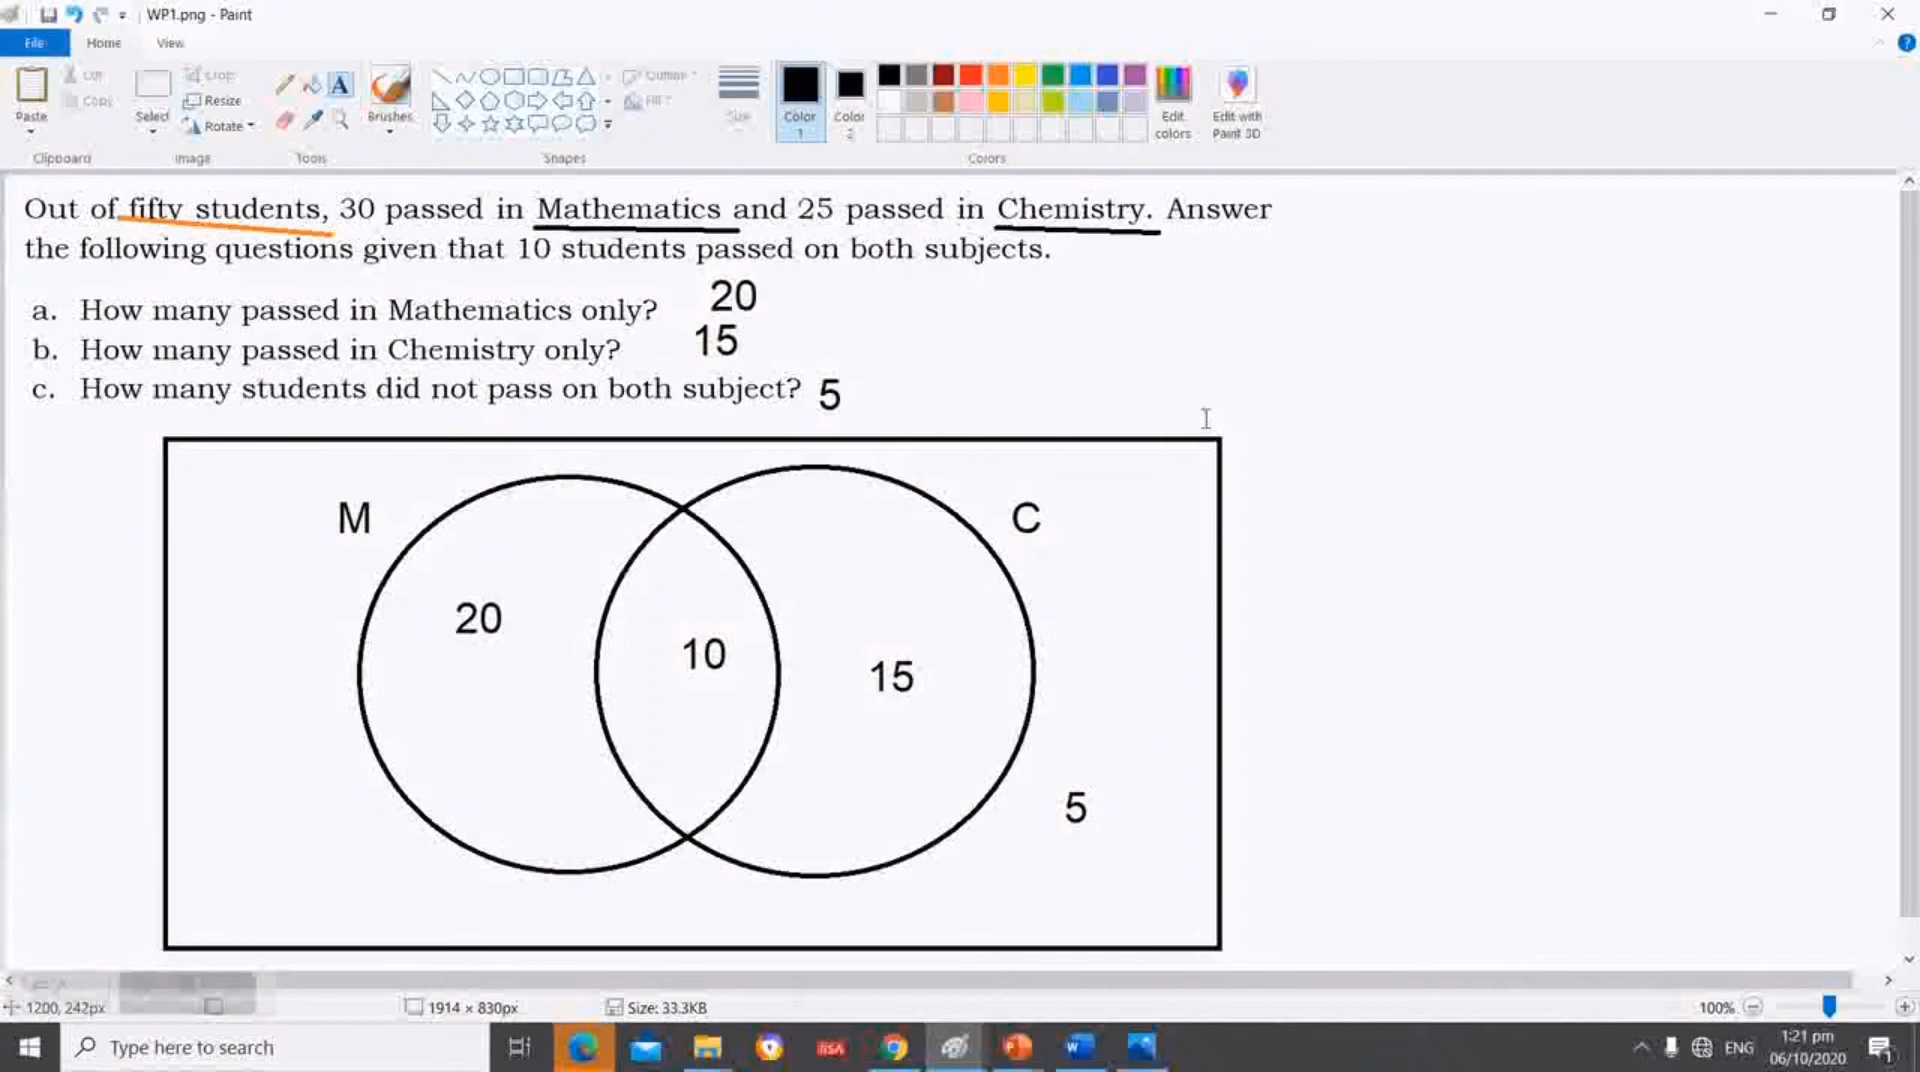 WP1.png - Paint
File Home View
Paste
Cut
Copy
Clipboard
Select
Crop
Resize
Rotate
Image
Tools
Brushes
Outline
Fill
Shapes
Size
Color 1
Color 2
Edit colors
Edit with Paint 3D
Colors
Out of fifty students, 30 passed in Mathematics and 25 passed in Chemistry. Answer
the following questions given that 10 students passed on both subjects.
a. How many passed in Mathematics only? 20
b. How many passed in Chemistry only? 15
c. How many students did not pass on both subject? 5
M
C
20
10
15
5
1200, 242px
1914 × 830px
Size: 33.3KB
100%
Type here to search
ENG
1:21 pm
06/10/2020